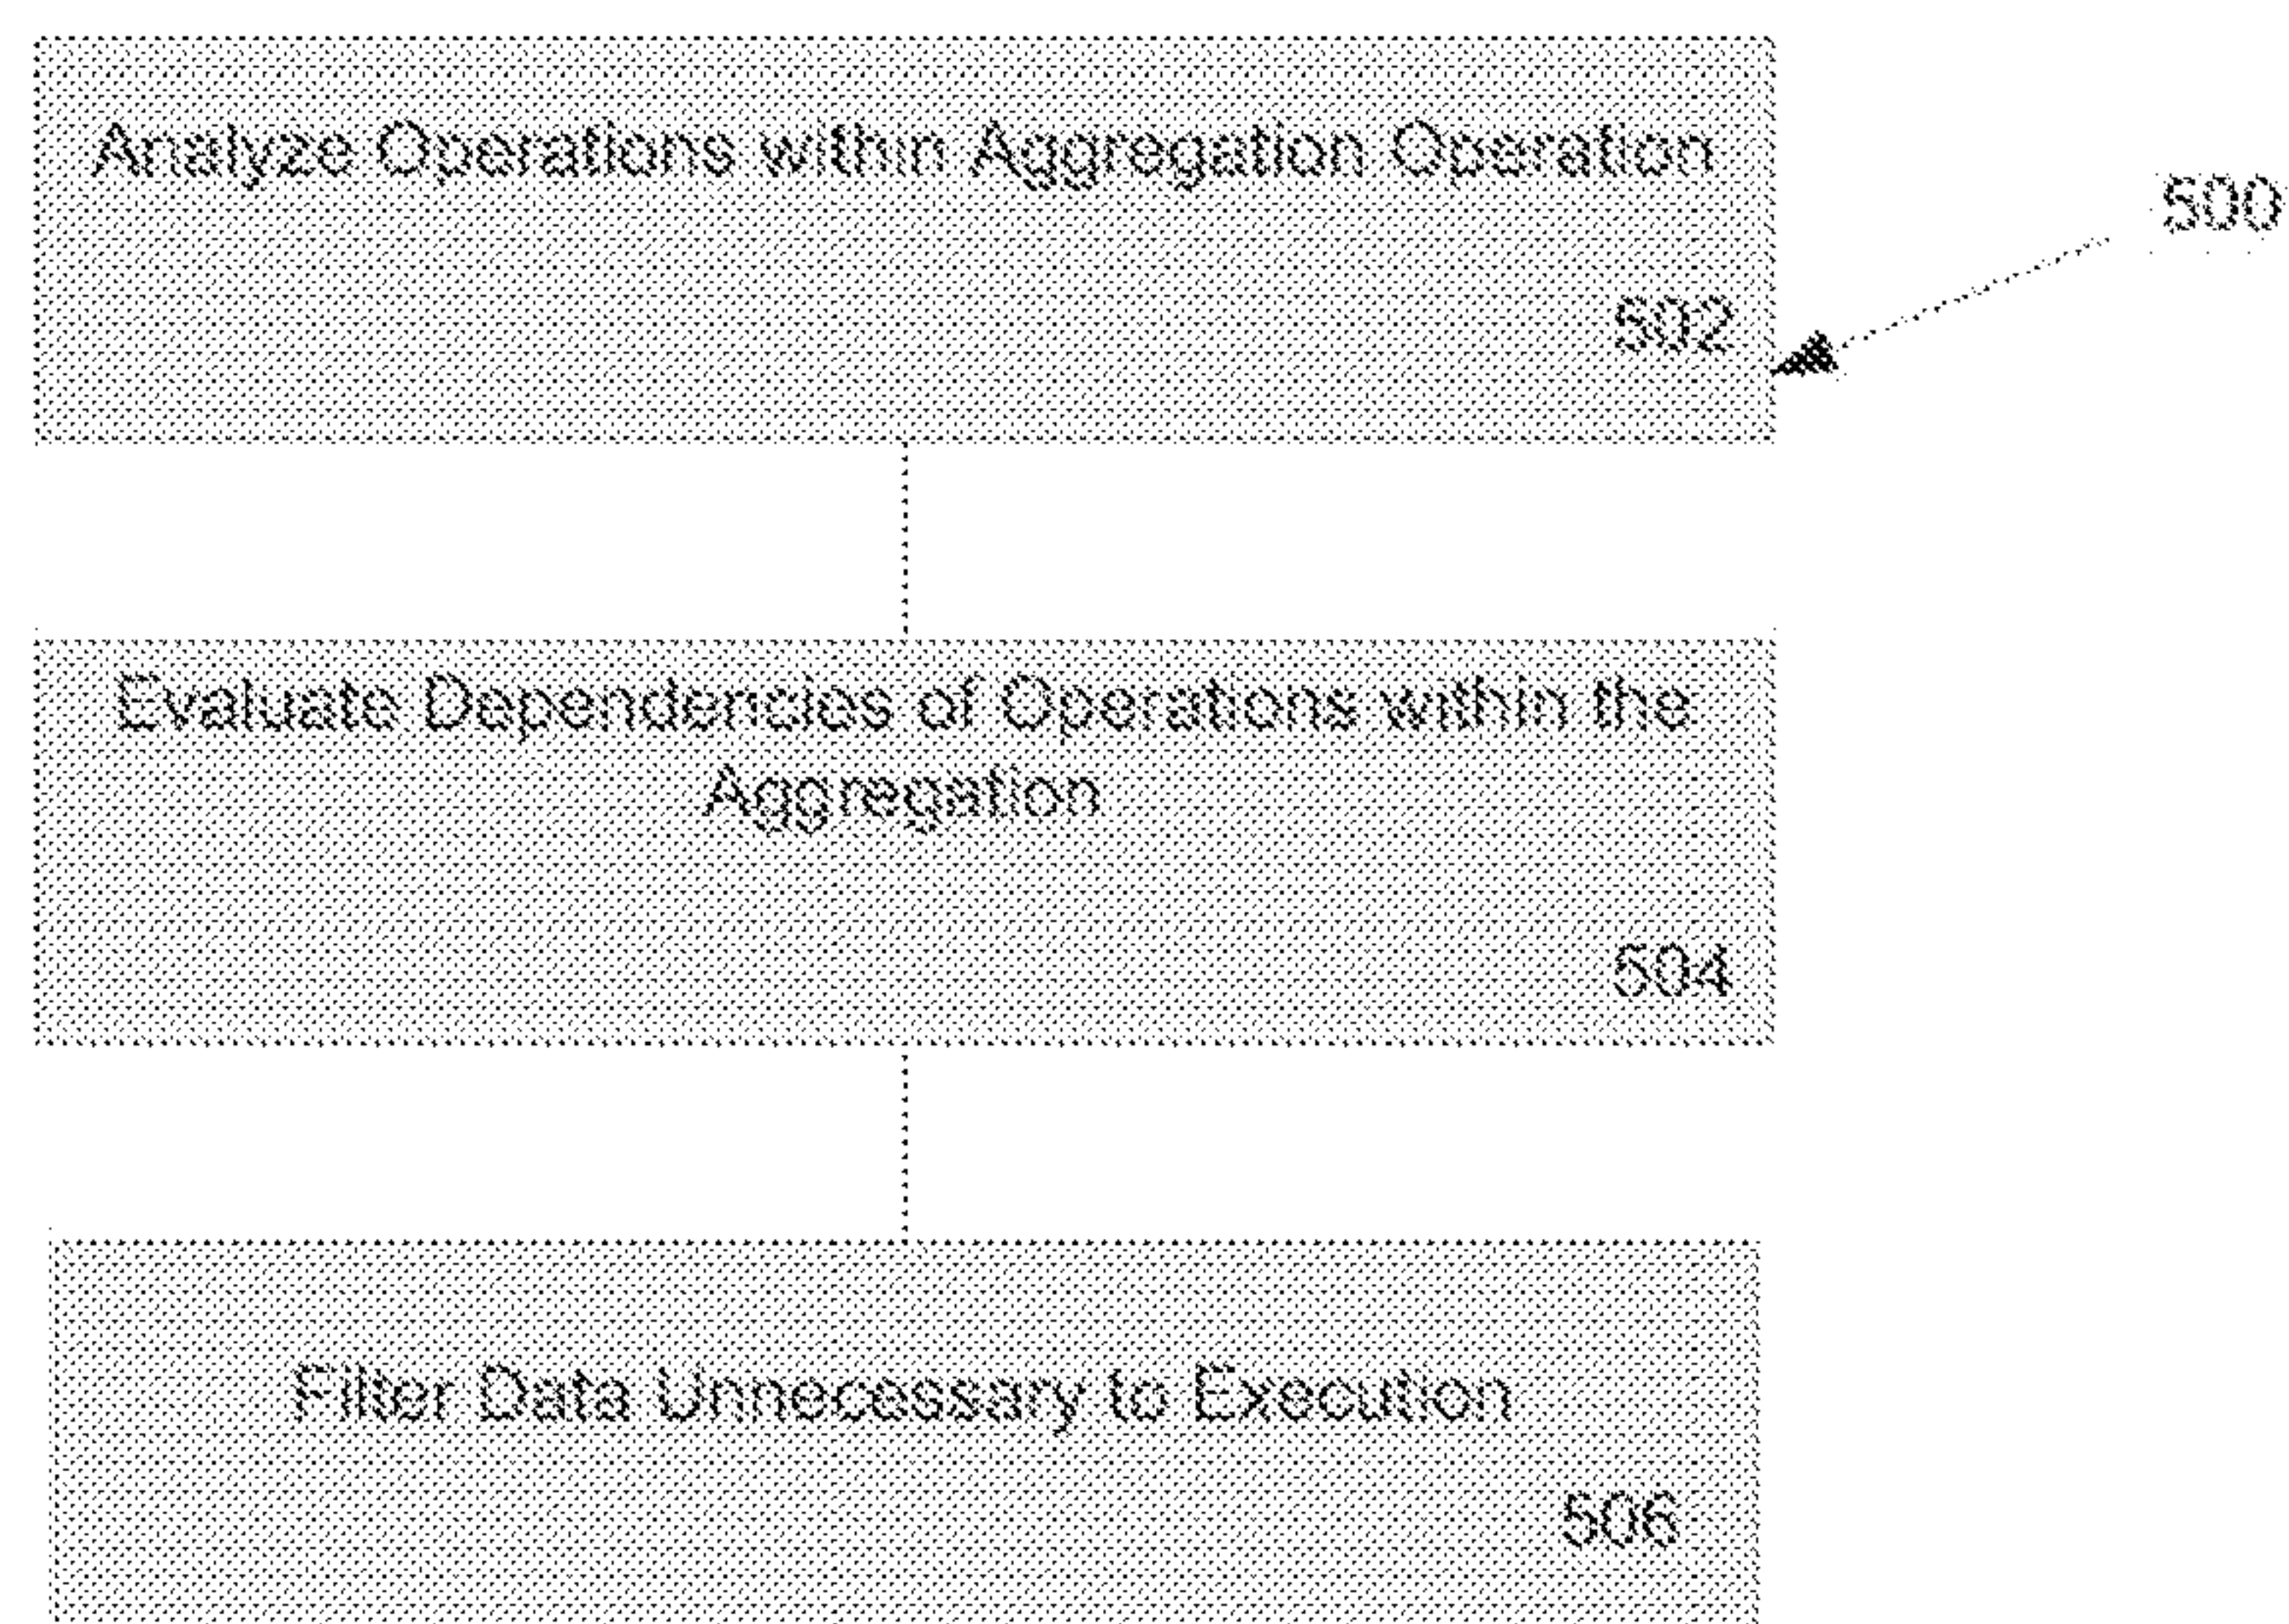 Analyze Operations within Aggregation Operation
500
502
Evaluate Dependencies of Operations within the
Aggregation
504
Filter Data Unnecessary to Execution
506